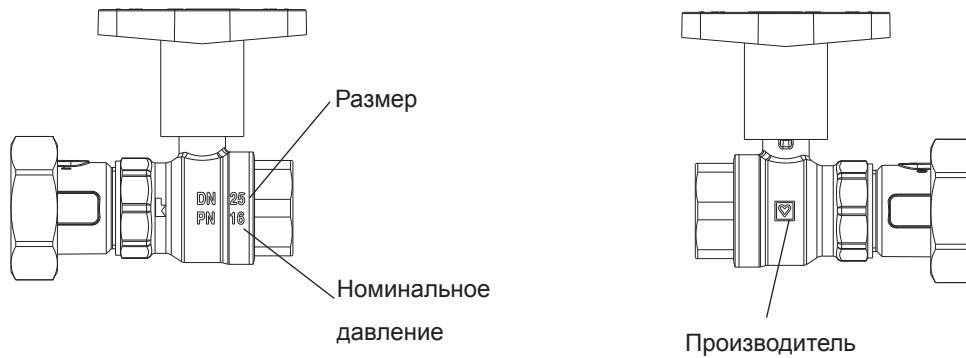 Размер
DN 25
PN 16
Номинальное
давление
Производитель